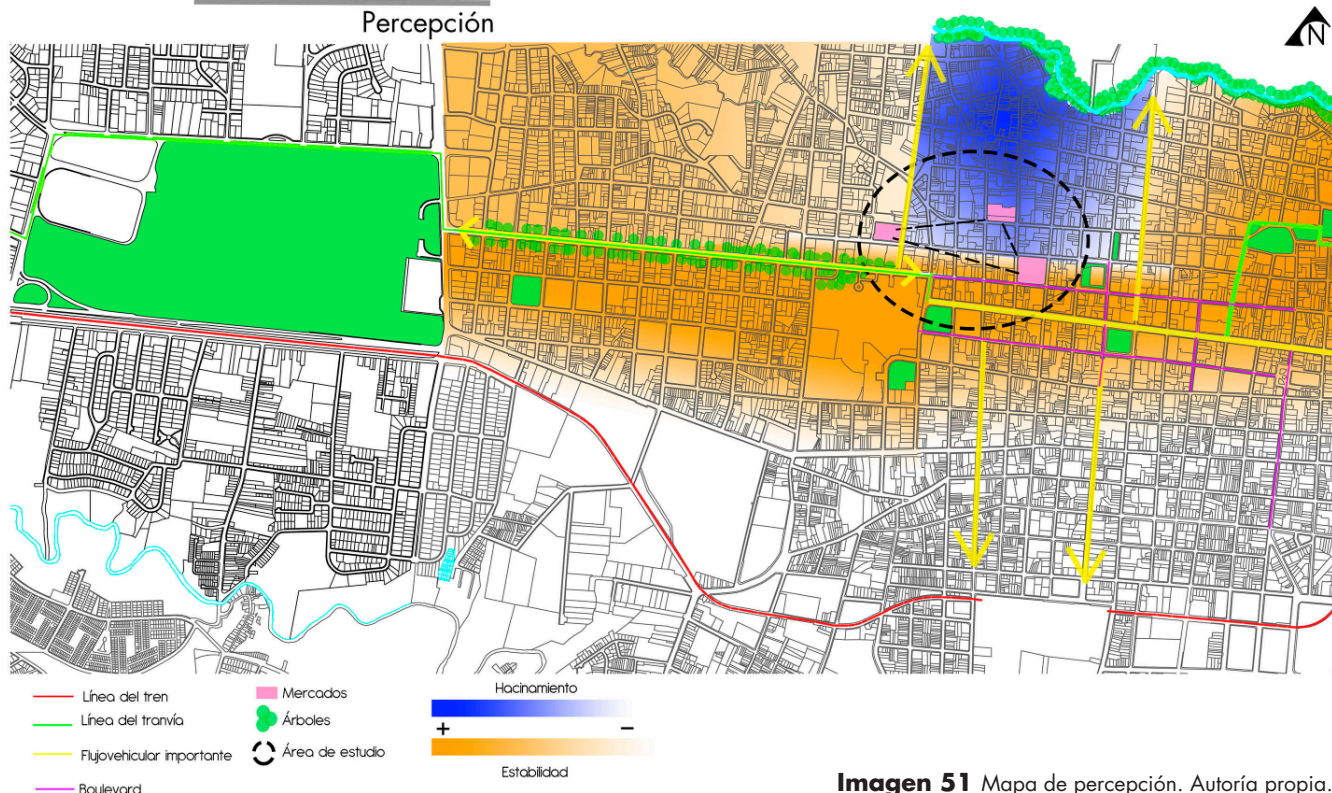 Percepción
N
Línea del tren
Línea del tranvía
Flujovehicular importante
Boulevard
Mercados
Árboles
Área de estudio
Hacinamiento
+ −
Estabilidad
Imagen 51 Mapa de percepción. Autoría propia.